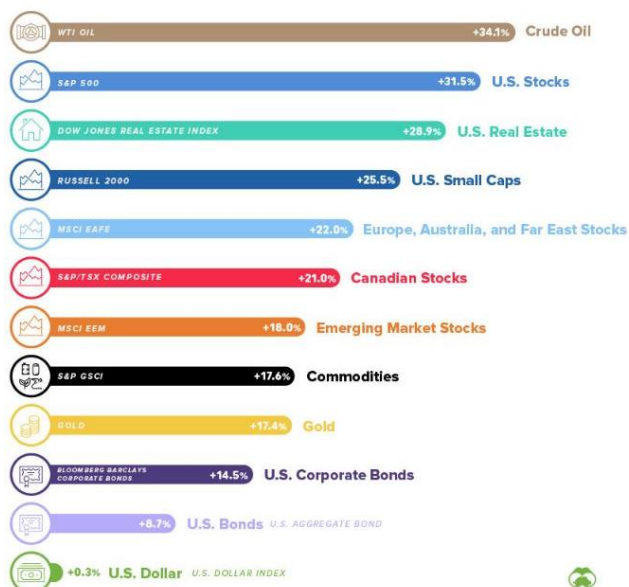 WTI OIL +34.1% Crude Oil
S&P 500 +31.5% U.S. Stocks
DOW JONES REAL ESTATE INDEX +28.9% U.S. Real Estate
RUSSELL 2000 +25.5% U.S. Small Caps
MSCI EAFE +22.0% Europe, Australia, and Far East Stocks
S&P/TSX COMPOSITE +21.0% Canadian Stocks
MSCI EEM +18.0% Emerging Market Stocks
S&P GSCI +17.6% Commodities
GOLD +17.4% Gold
BLOOMBERG BARCLAYS
CORPORATE BONDS +14.5% U.S. Corporate Bonds
+8.7% U.S. Bonds U.S. AGGREGATE BOND
+0.3% U.S. Dollar U.S. DOLLAR INDEX